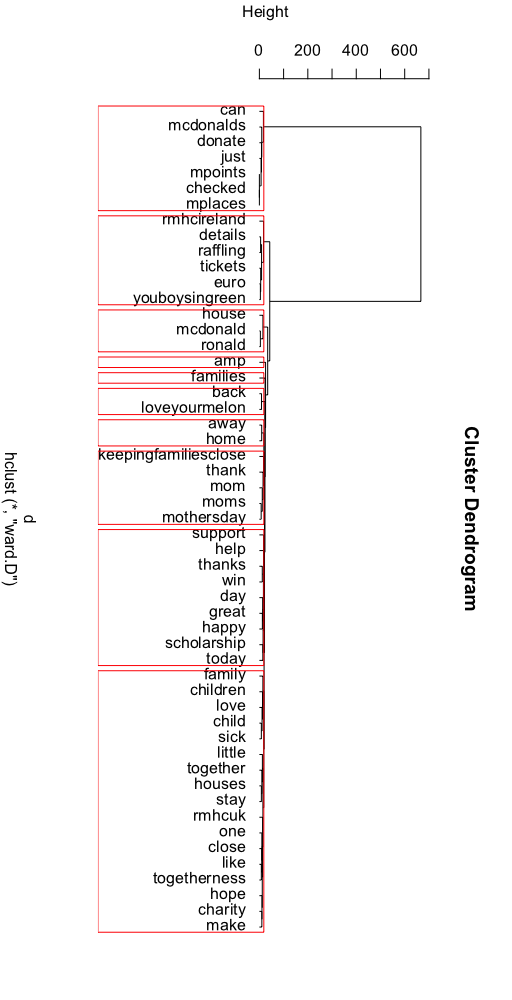 Height
0 200 400 600
can
mcdonalds
donate
just
mpoints
checked
mplaces
rmhcireland
details
raffling
tickets
euro
youboysingreen
house
mcdonald
ronald
amp
families
back
loveyourmelon
away
home
keepingfamiliesclose
thank
mom
moms
mothersday
support
help
thanks
win
day
great
happy
scholarship
today
family
children
love
child
sick
little
together
houses
stay
rmhcuk
one
close
like
togetherness
hope
charity
make
Cluster Dendrogram
d
hclust (*, "ward.D")